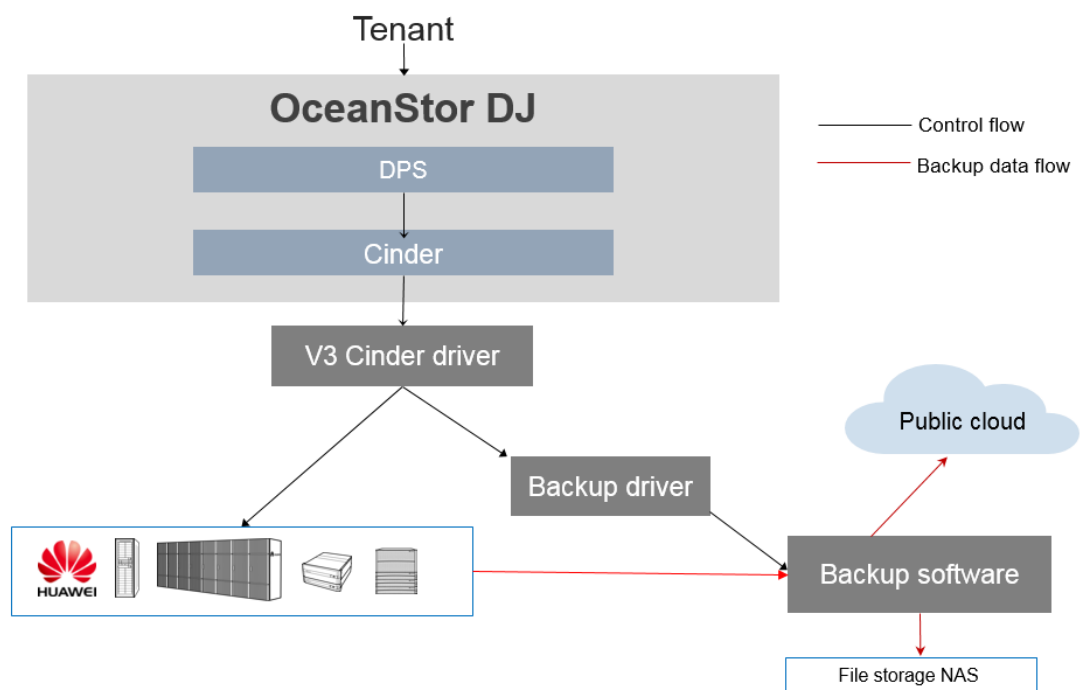 Tenant
OceanStor DJ
DPS
Cinder
Control flow
Backup data flow
V3 Cinder driver
Public cloud
Backup driver
HUAWEI
Backup software
File storage NAS